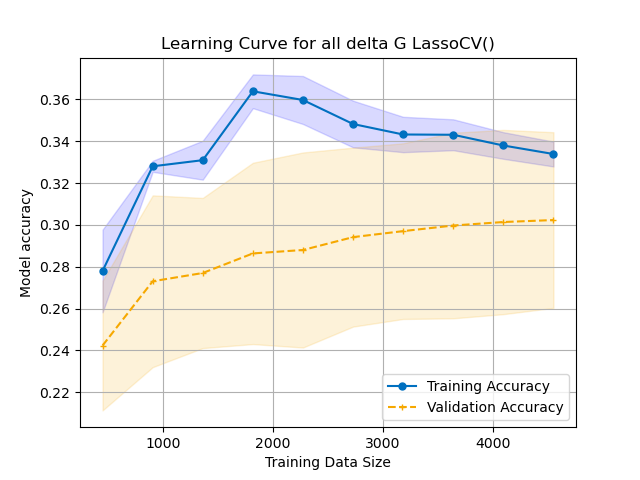 Learning Curve for all delta G LassoCV()
0.36
0.34
0.32
0.30
0.28
0.26
0.24
0.22
Model accuracy
Training Accuracy
Validation Accuracy
1000 2000 3000 4000
Training Data Size